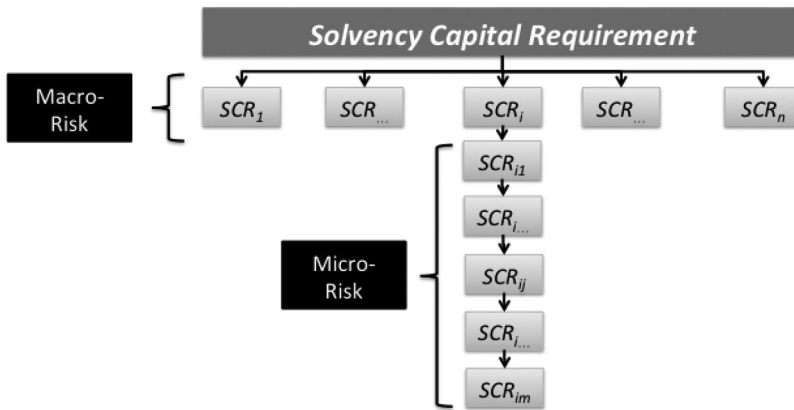 Solvency Capital Requirement
Macro-
Risk
SCR1
SCR...
SCRi
SCR...
SCRn
SCRi1
SCRi...
Micro-
Risk
SCRij
SCRi...
SCRim